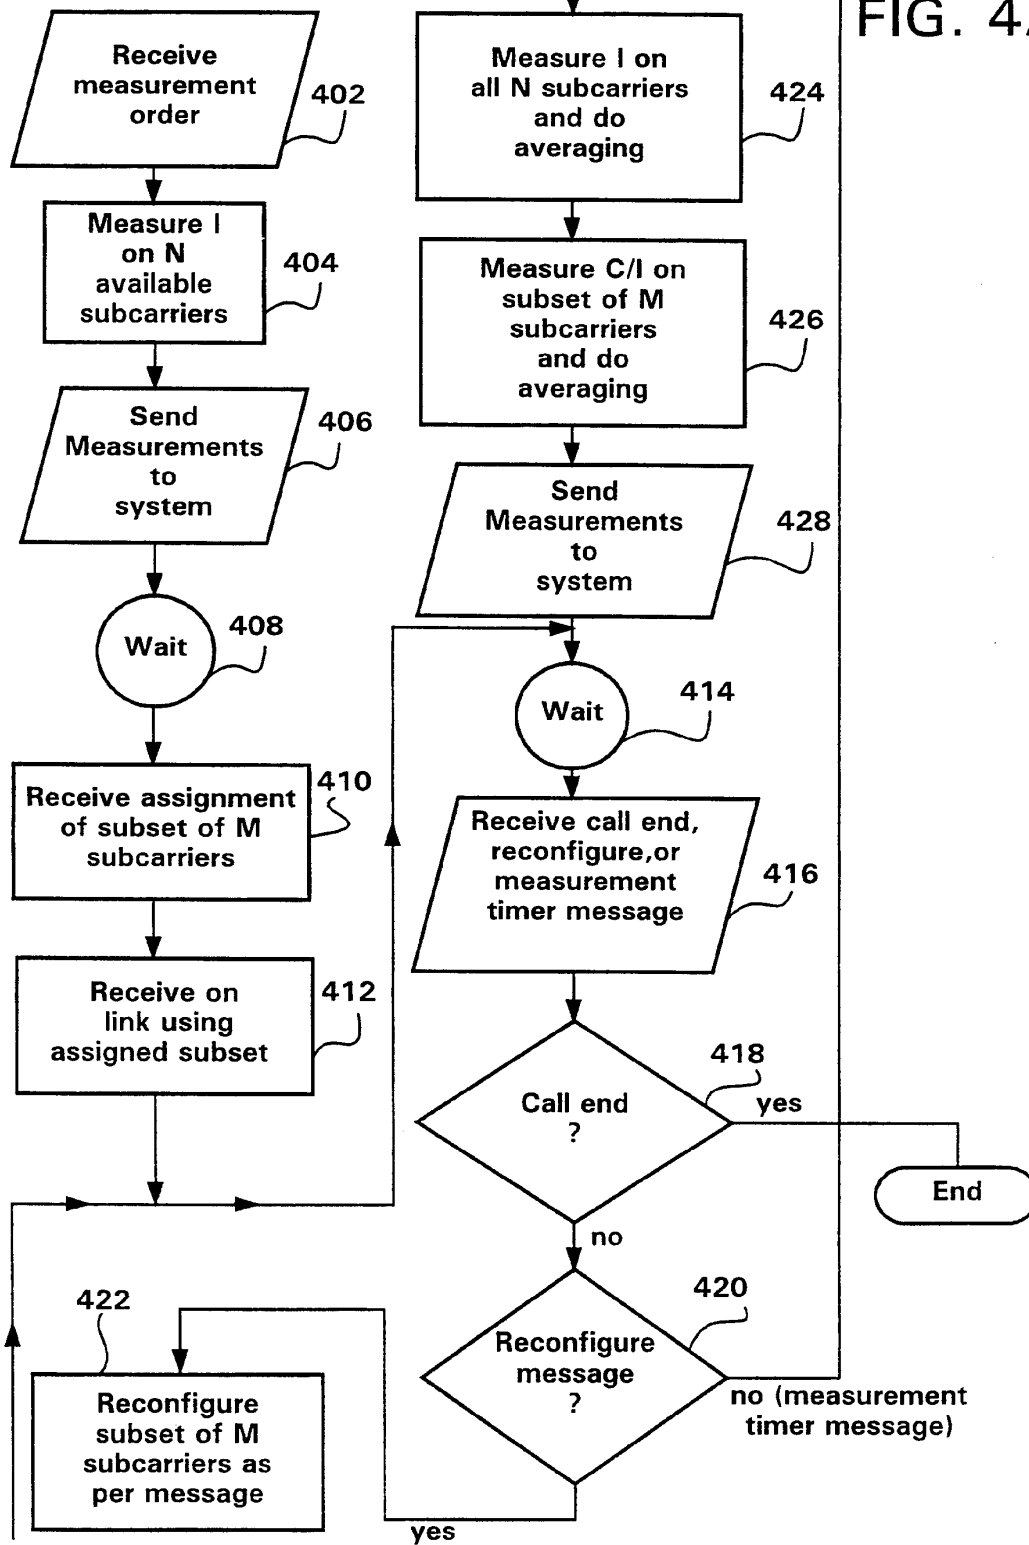 FIG. 4
Receive
measurement
order
402
Measure I
on N
available
subcarriers
404
Send
Measurements
to
system
406
Wait
408
Receive assignment
of subset of M
subcarriers
410
Receive on
link using
assigned subset
412
422
Reconfigure
subset of M
subcarriers as
per message
Measure I on
all N subcarriers
and do
averaging
424
Measure C/I on
subset of M
subcarriers
and do
averaging
426
Send
Measurements
to
system
428
Wait
414
Receive call end,
reconfigure,or
measurement
timer message
416
Call end
?
418
yes
End
no
Reconfigure
message
?
420
no (measurement
timer message)
yes